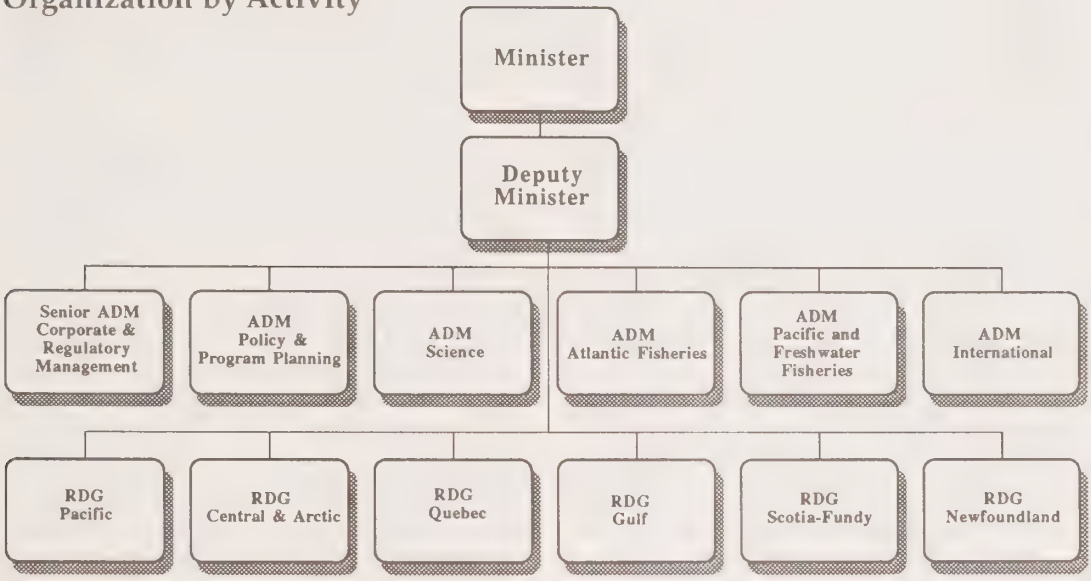 Organization by Activity
Minister
Deputy
Minister
Senior ADM
Corporate &
Regulatory
Management
ADM
Policy &
Program Planning
ADM
Science
ADM
Atlantic Fisheries
ADM
Pacific and
Freshwater
Fisheries
ADM
International
RDG
Pacific
RDG
Central & Arctic
RDG
Quebec
RDG
Gulf
RDG
Scotia-Fundy
RDG
Newfoundland